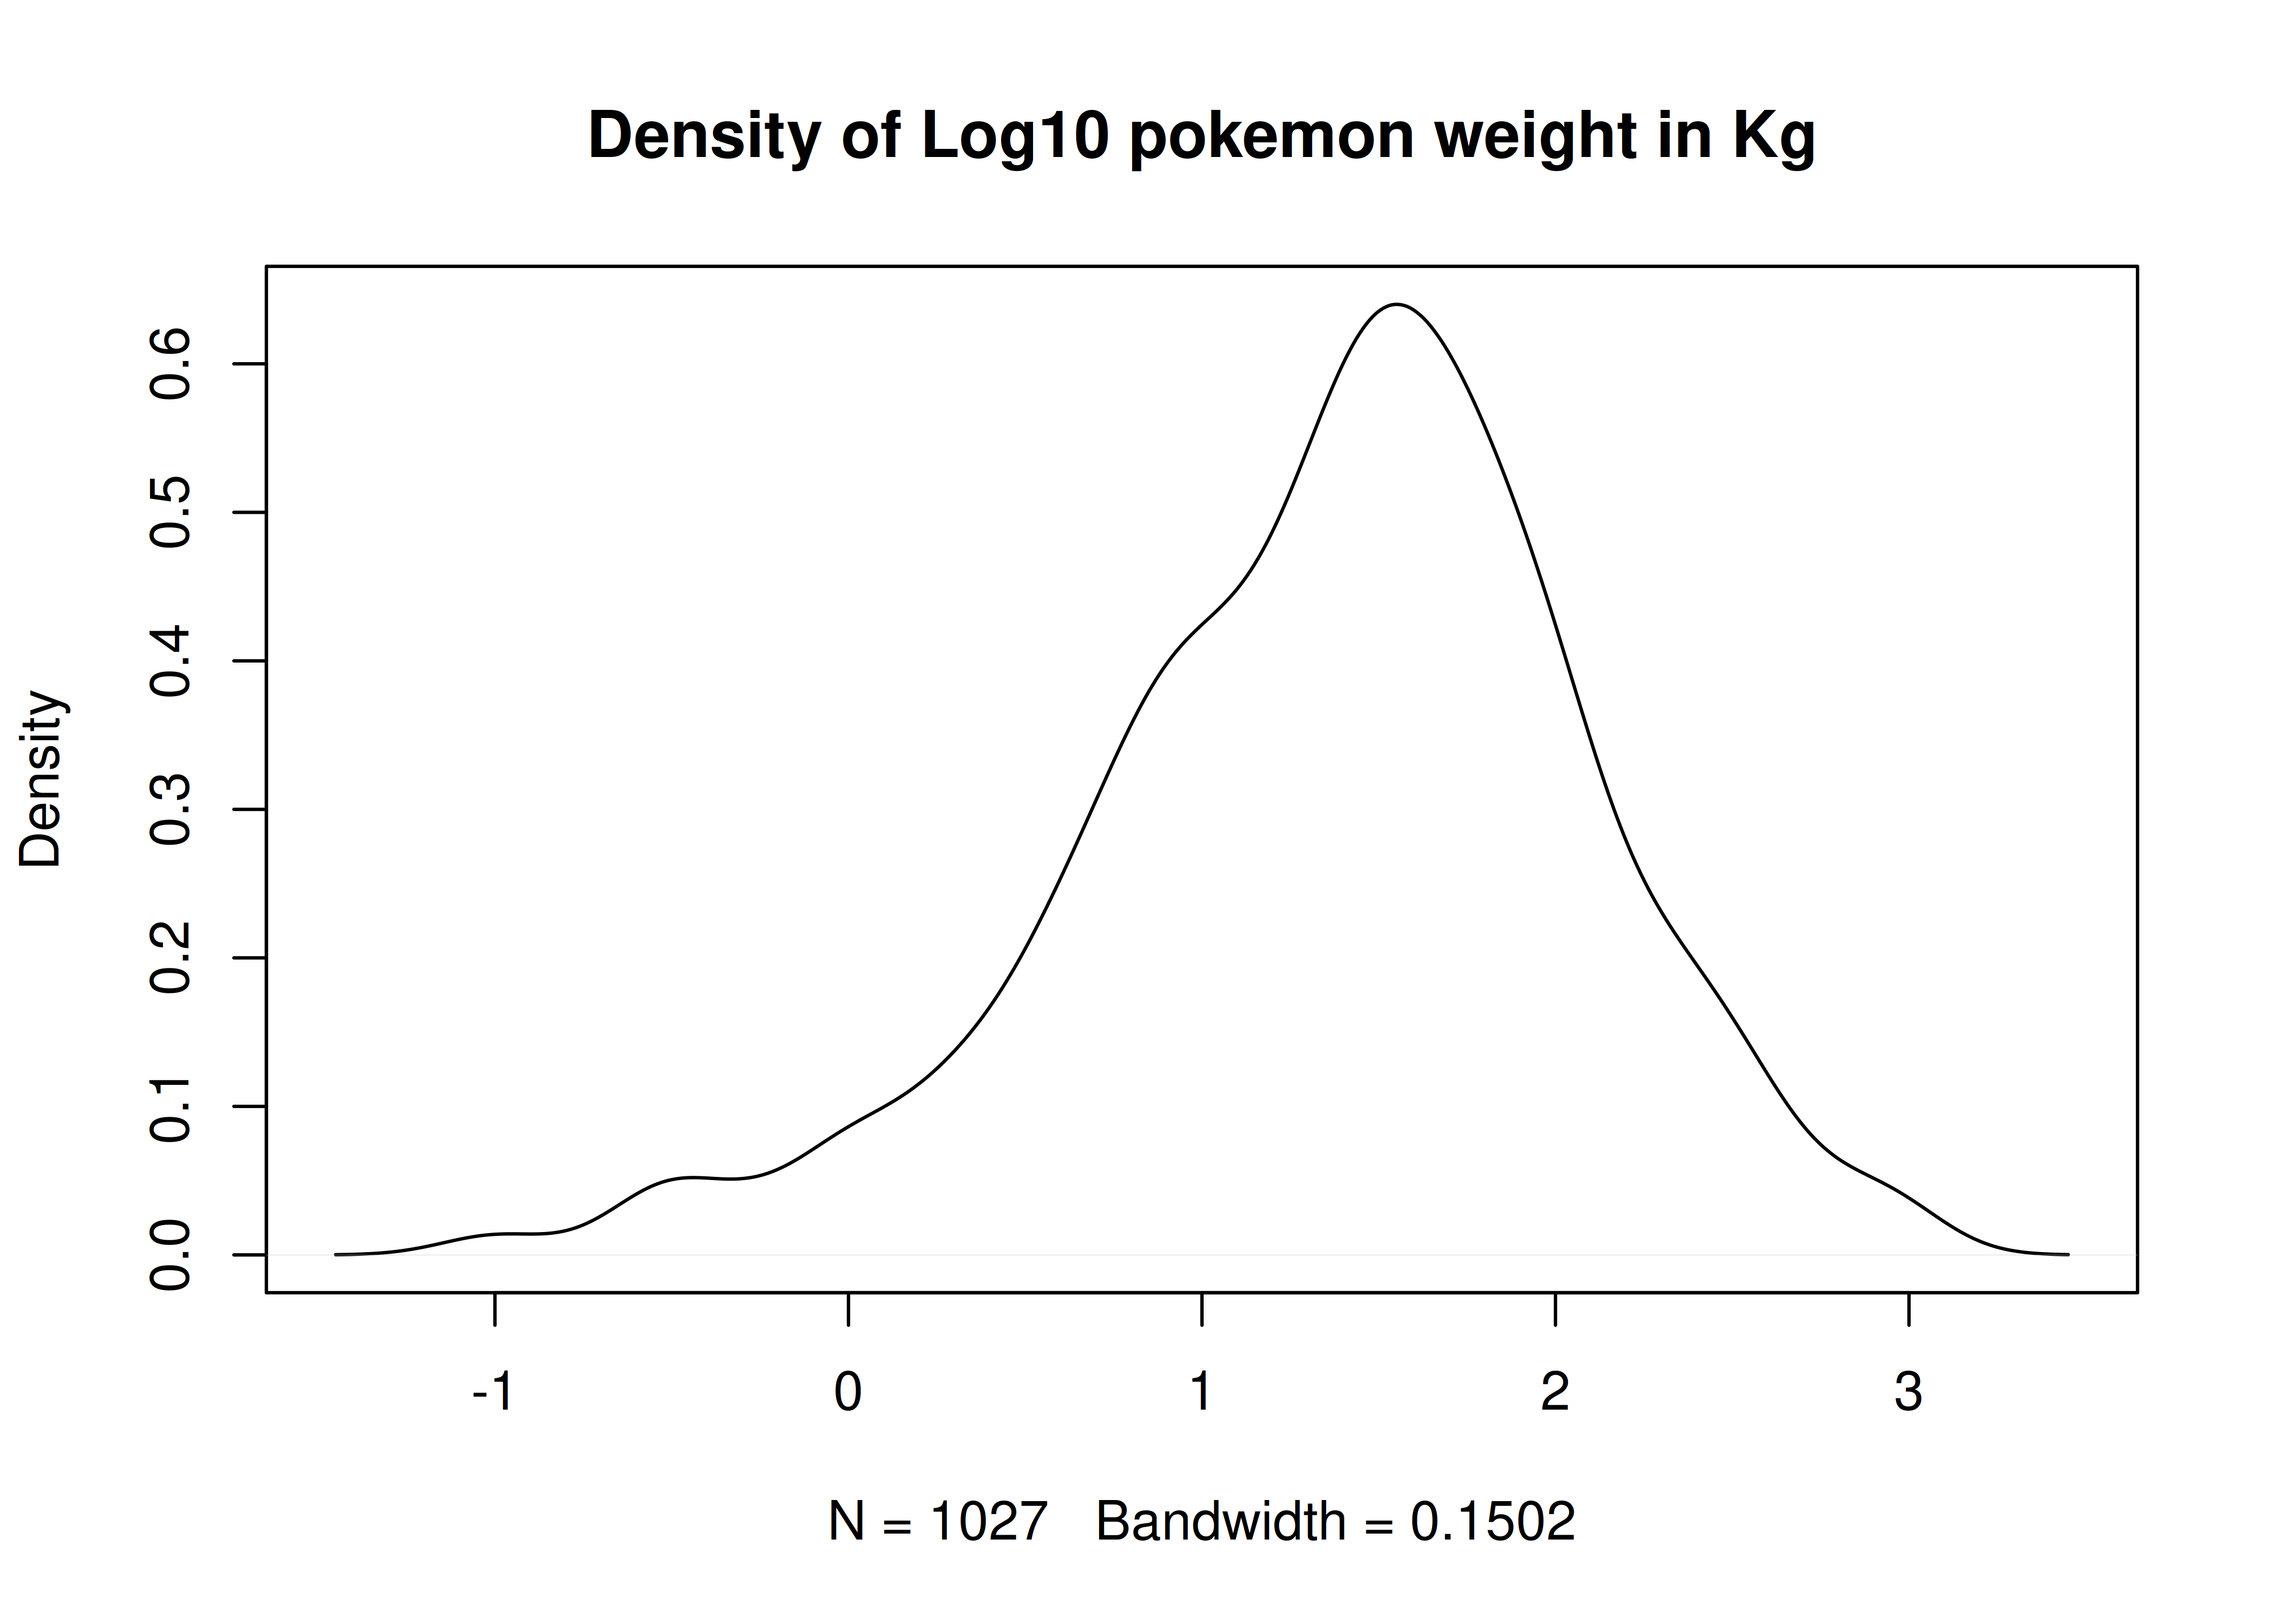 Density of Log10 pokemon weight in Kg
Density
0.6
0.5
0.4
0.3
0.2
0.1
0.0
-1 0 1 2 3
N = 1027 Bandwidth = 0.1502